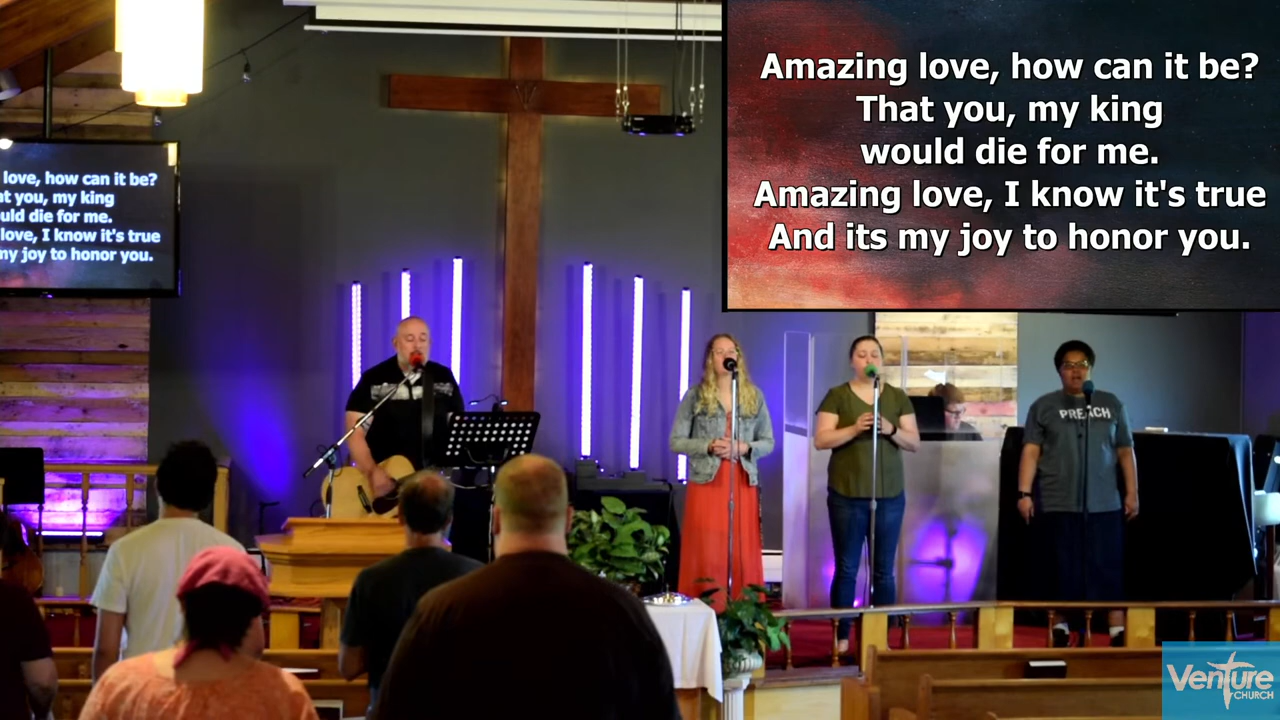 Amazing love, how can it be?
That you, my king
would die for me.
Amazing love, I know it's true
And its my joy to honor you.
love, how can it be?
at you, my king
uld die for me.
love, I know it's true
my joy to honor you.
PREACH
Venture
CHURCH